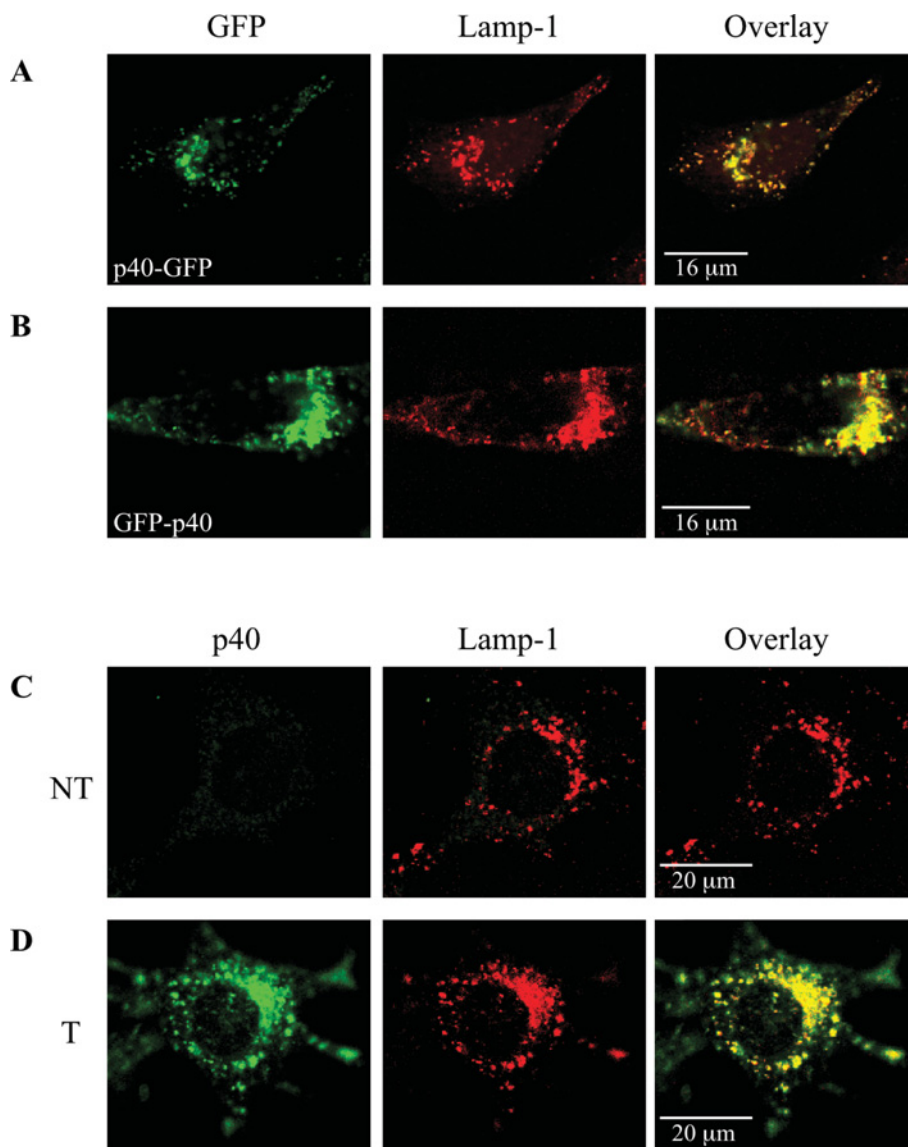 GFP Lamp-1 Overlay
A
p40-GFP
16 µm
B
GFP-p40
16 µm
p40 Lamp-1 Overlay
C
NT
20 µm
D
T
20 µm